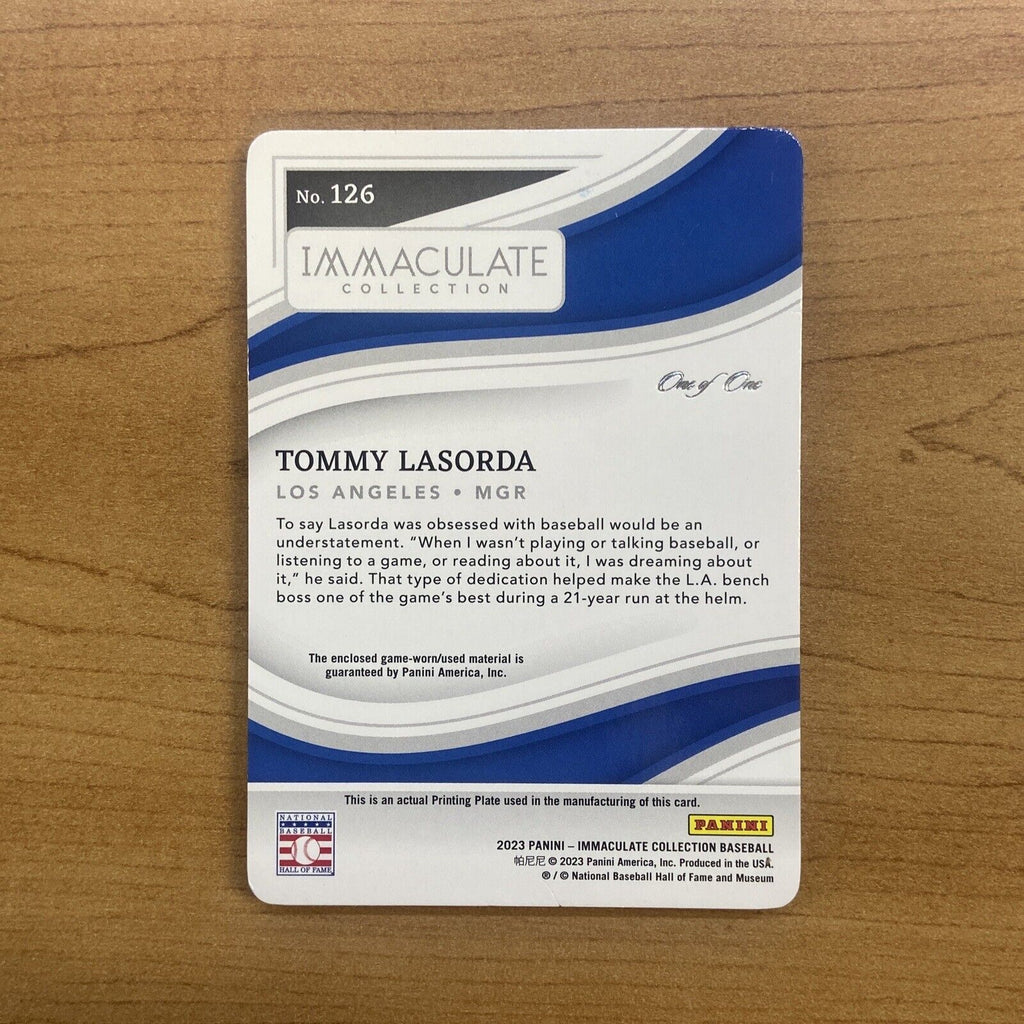 No. 126
IMMACULATE
COLLECTION
One of One
TOMMY LASORDA
LOS ANGELES • MGR
To say Lasorda was obsessed with baseball would be an
understatement. “When I wasn’t playing or talking baseball, or
listening to a game, or reading about it, I was dreaming about
it,” he said. That type of dedication helped make the L.A. bench
boss one of the game’s best during a 21-year run at the helm.
The enclosed game-worn/used material is
guaranteed by Panini America, Inc.
This is an actual Printing Plate used in the manufacturing of this card.
NATIONAL
BASEBALL
HALL OF FAME
PANINI
2023 PANINI – IMMACULATE COLLECTION BASEBALL
帕尼尼 © 2023 Panini America, Inc. Produced in the USA.
® / © National Baseball Hall of Fame and Museum